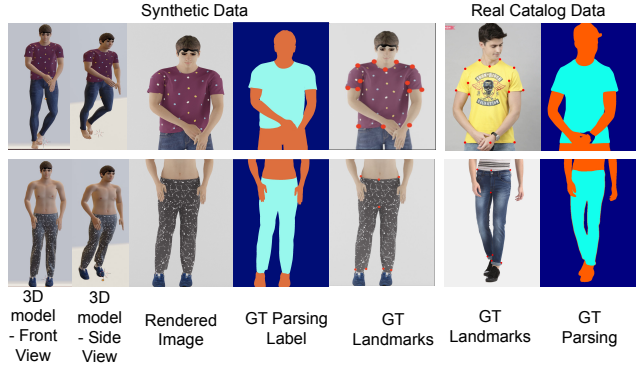 Synthetic Data
Real Catalog Data
3D
model
- Front
View
3D
model
- Side
View
Rendered
Image
GT Parsing
Label
GT
Landmarks
GT
Landmarks
GT
Parsing